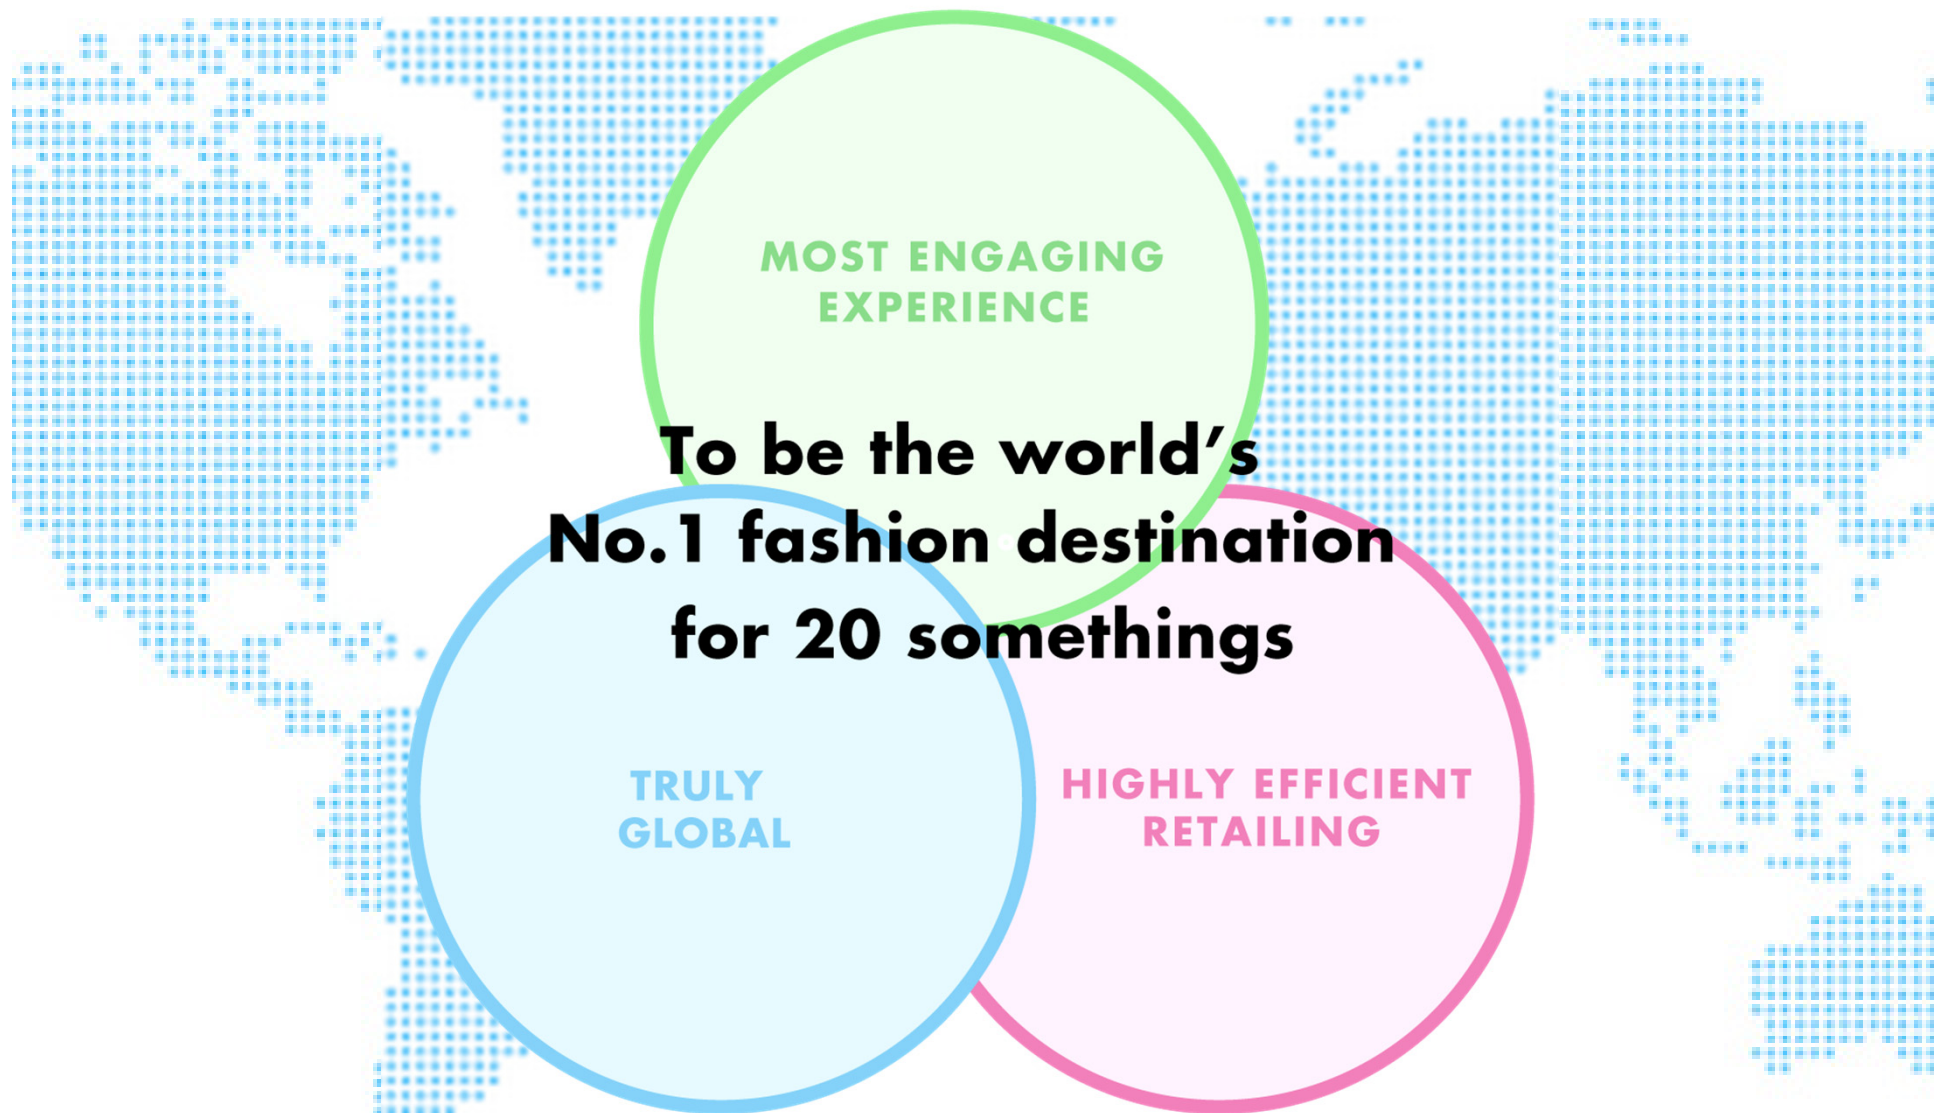 MOST ENGAGING
EXPERIENCE
To be the world’s
No.1 fashion destination
for 20 somethings
TRULY
GLOBAL
HIGHLY EFFICIENT
RETAILING